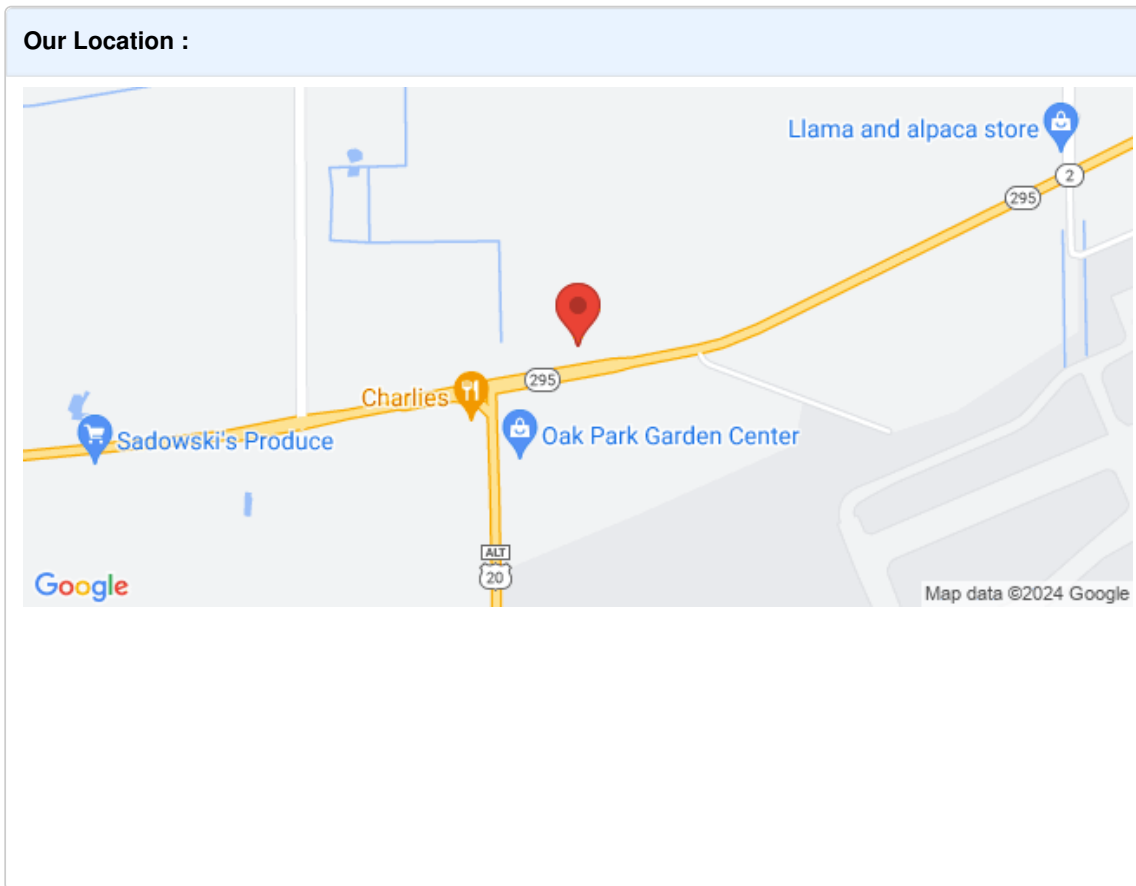 Our Location :
Llama and alpaca store
2
295
295
Charlies
Oak Park Garden Center
Sadowski's Produce
ALT
20
Google
Map data ©2024 Google